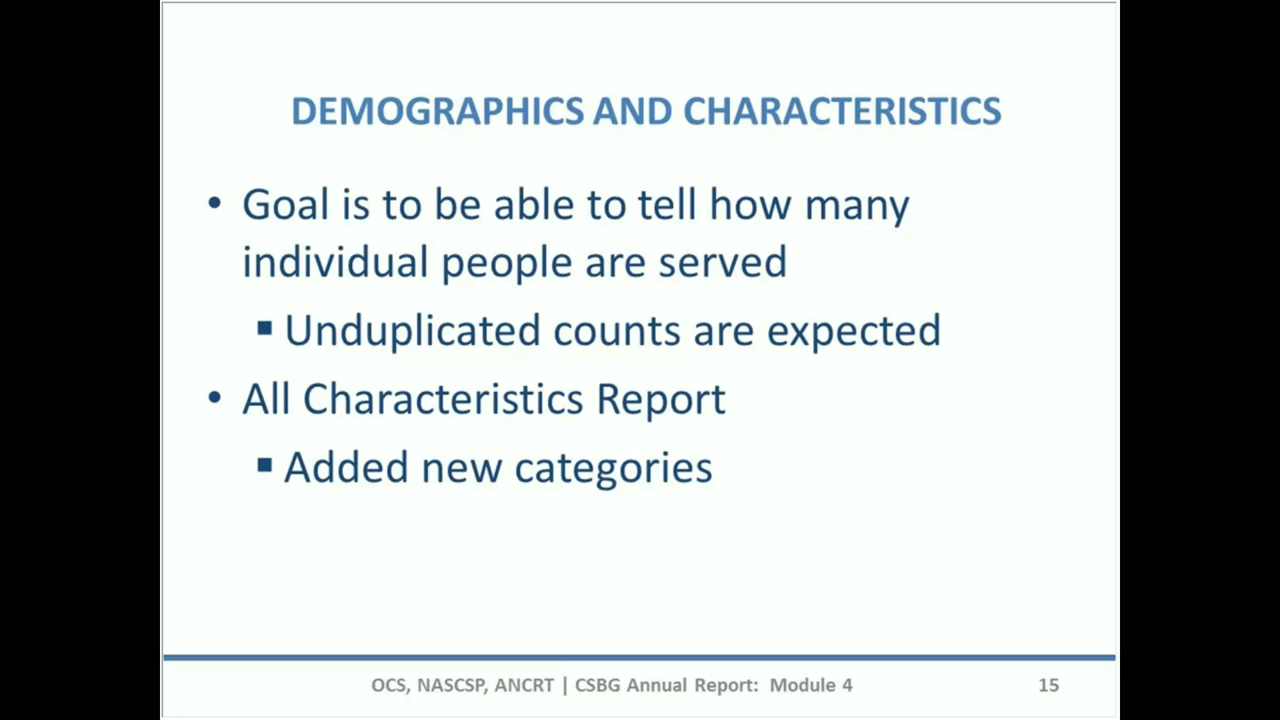 DEMOGRAPHICS AND CHARACTERISTICS
• Goal is to be able to tell how many
individual people are served
▪ Unduplicated counts are expected
• All Characteristics Report
▪ Added new categories
OCS, NASCSP, ANCRT | CSBG Annual Report: Module 4 15